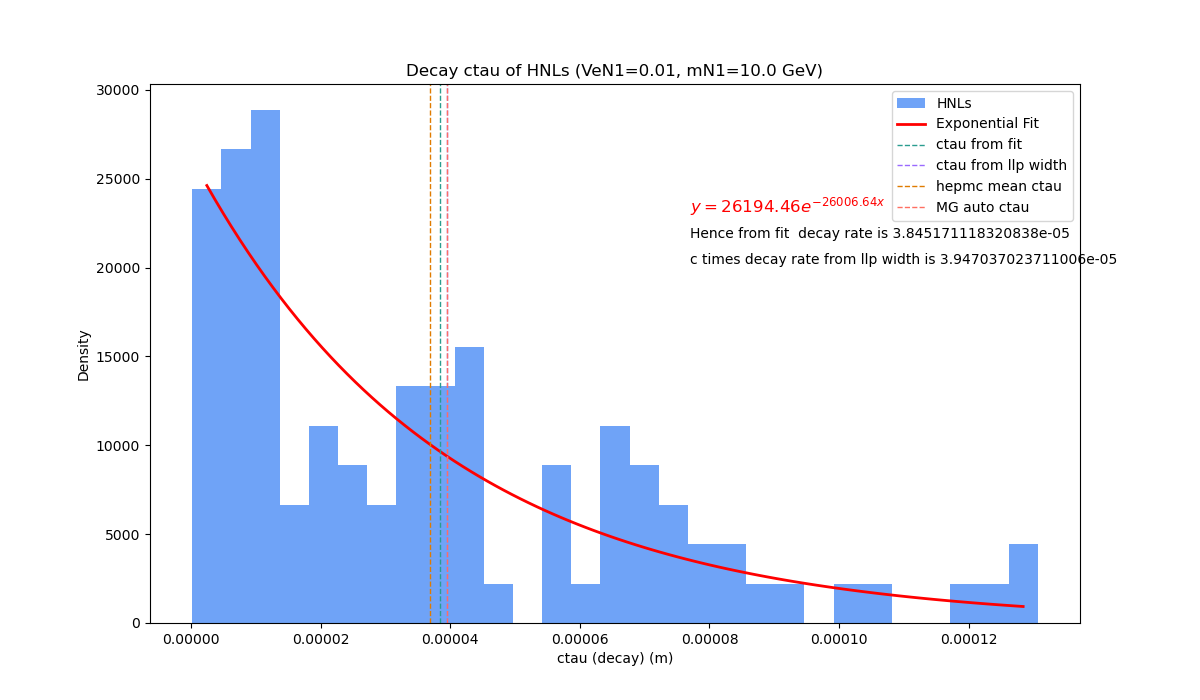 Decay ctau of HNLs (VeN1=0.01, mN1=10.0 GeV)
30000
25000
20000
15000
10000
5000
0
Density
HNLs
Exponential Fit
ctau from fit
ctau from llp width
hepmc mean ctau
MG auto ctau
y = 26194.46e^{-26006.64x}
Hence from fit  decay rate is 3.845171118320838e-05
c times decay rate from llp width is 3.947037023711006e-05
0.00000 0.00002 0.00004 0.00006 0.00008 0.00010 0.00012
ctau (decay) (m)